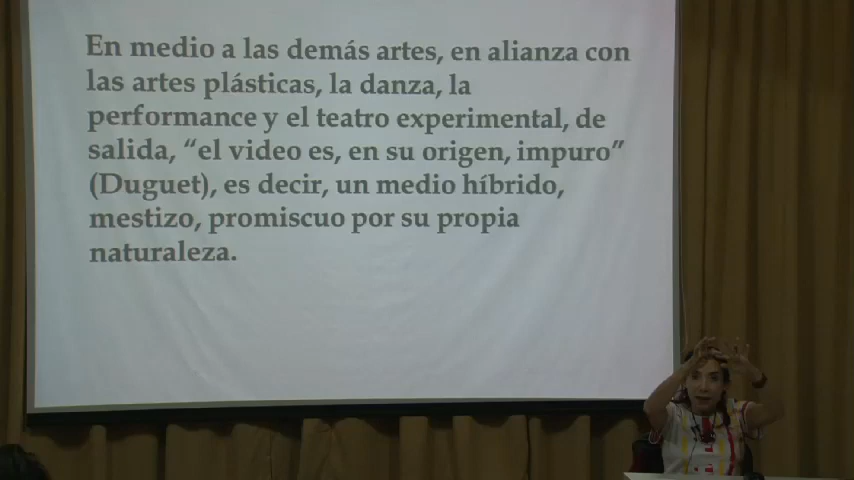 En medio a las demás artes, en alianza con
las artes plásticas, la danza, la
performance y el teatro experimental, de
salida, “el video es, en su origen, impuro”
(Duguet), es decir, un medio híbrido,
mestizo, promiscuo por su propia
naturaleza.